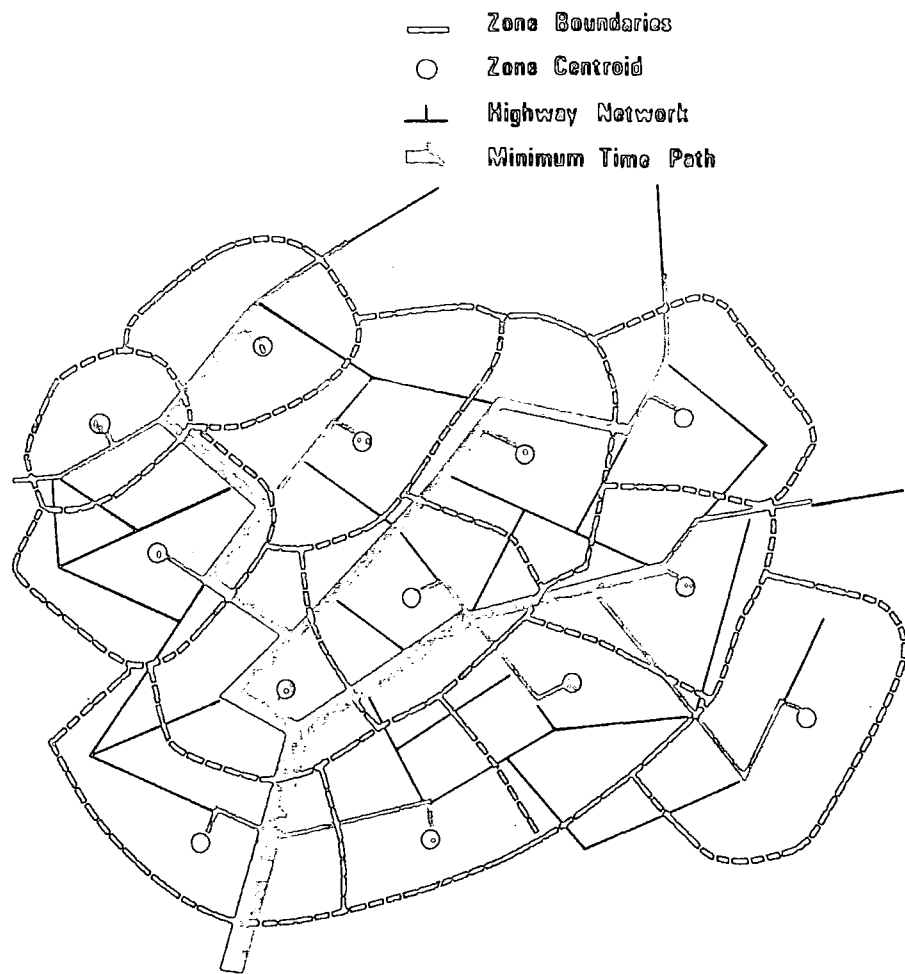 Zone Boundaries
Zone Centroid
Highway Network
Minimum Time Path